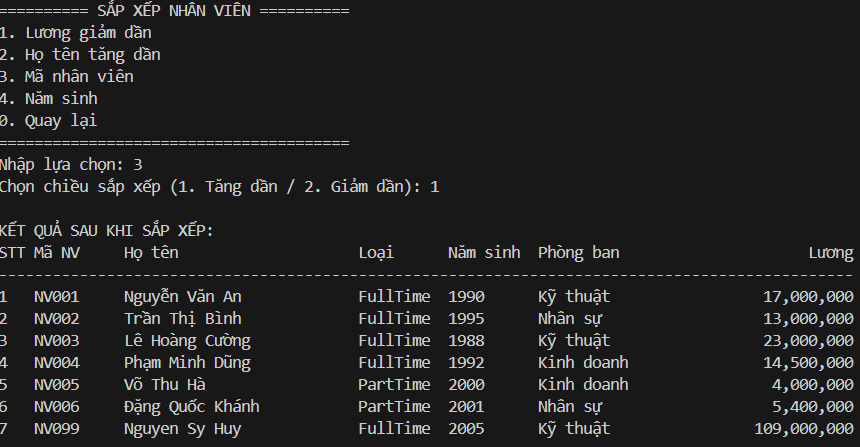 ========== SẮP XẾP NHÂN VIÊN ==========
1. Lương giảm dần
2. Họ tên tăng dần
3. Mã nhân viên
4. Năm sinh
0. Quay lại
=======================================
Nhập lựa chọn: 3
Chọn chiều sắp xếp (1. Tăng dần / 2. Giảm dần): 1
KẾT QUẢ SAU KHI SẮP XẾP:
STT Mã NV Họ tên Loại Năm sinh Phòng ban Lương
-----------------------------------------------------------------------------------------------
1 NV001 Nguyễn Văn An FullTime 1990 Kỹ thuật 17,000,000
2 NV002 Trần Thị Bình FullTime 1995 Nhân sự 13,000,000
3 NV003 Lê Hoàng Cường FullTime 1988 Kỹ thuật 23,000,000
4 NV004 Phạm Minh Dũng FullTime 1992 Kinh doanh 14,500,000
5 NV005 Võ Thu Hà PartTime 2000 Kinh doanh 4,000,000
6 NV006 Đặng Quốc Khánh PartTime 2001 Nhân sự 5,400,000
7 NV099 Nguyen Sy Huy FullTime 2005 Kỹ thuật 109,000,000